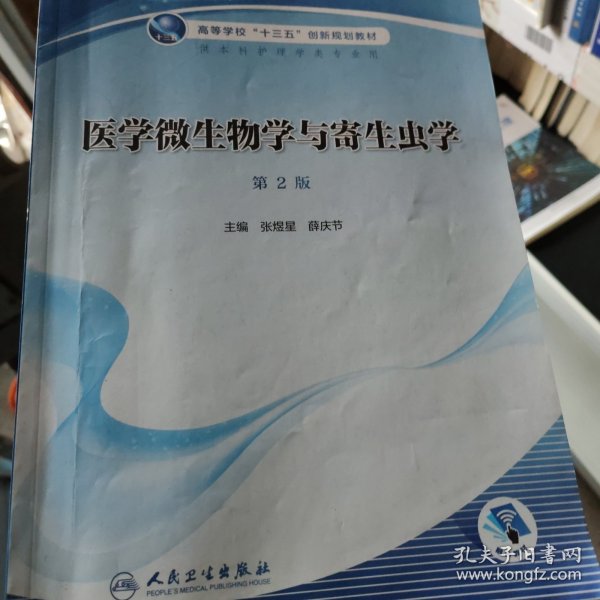 十三五
高等学校“十三五”创新规划教材
供本科护理学类专业用
医学微生物学与寄生虫学
第2版
主编 张煜星 薛庆节
人民卫生出版社
PEOPLE'S MEDICAL PUBLISHING HOUSE
孔夫子旧书网
www.kongfz.com